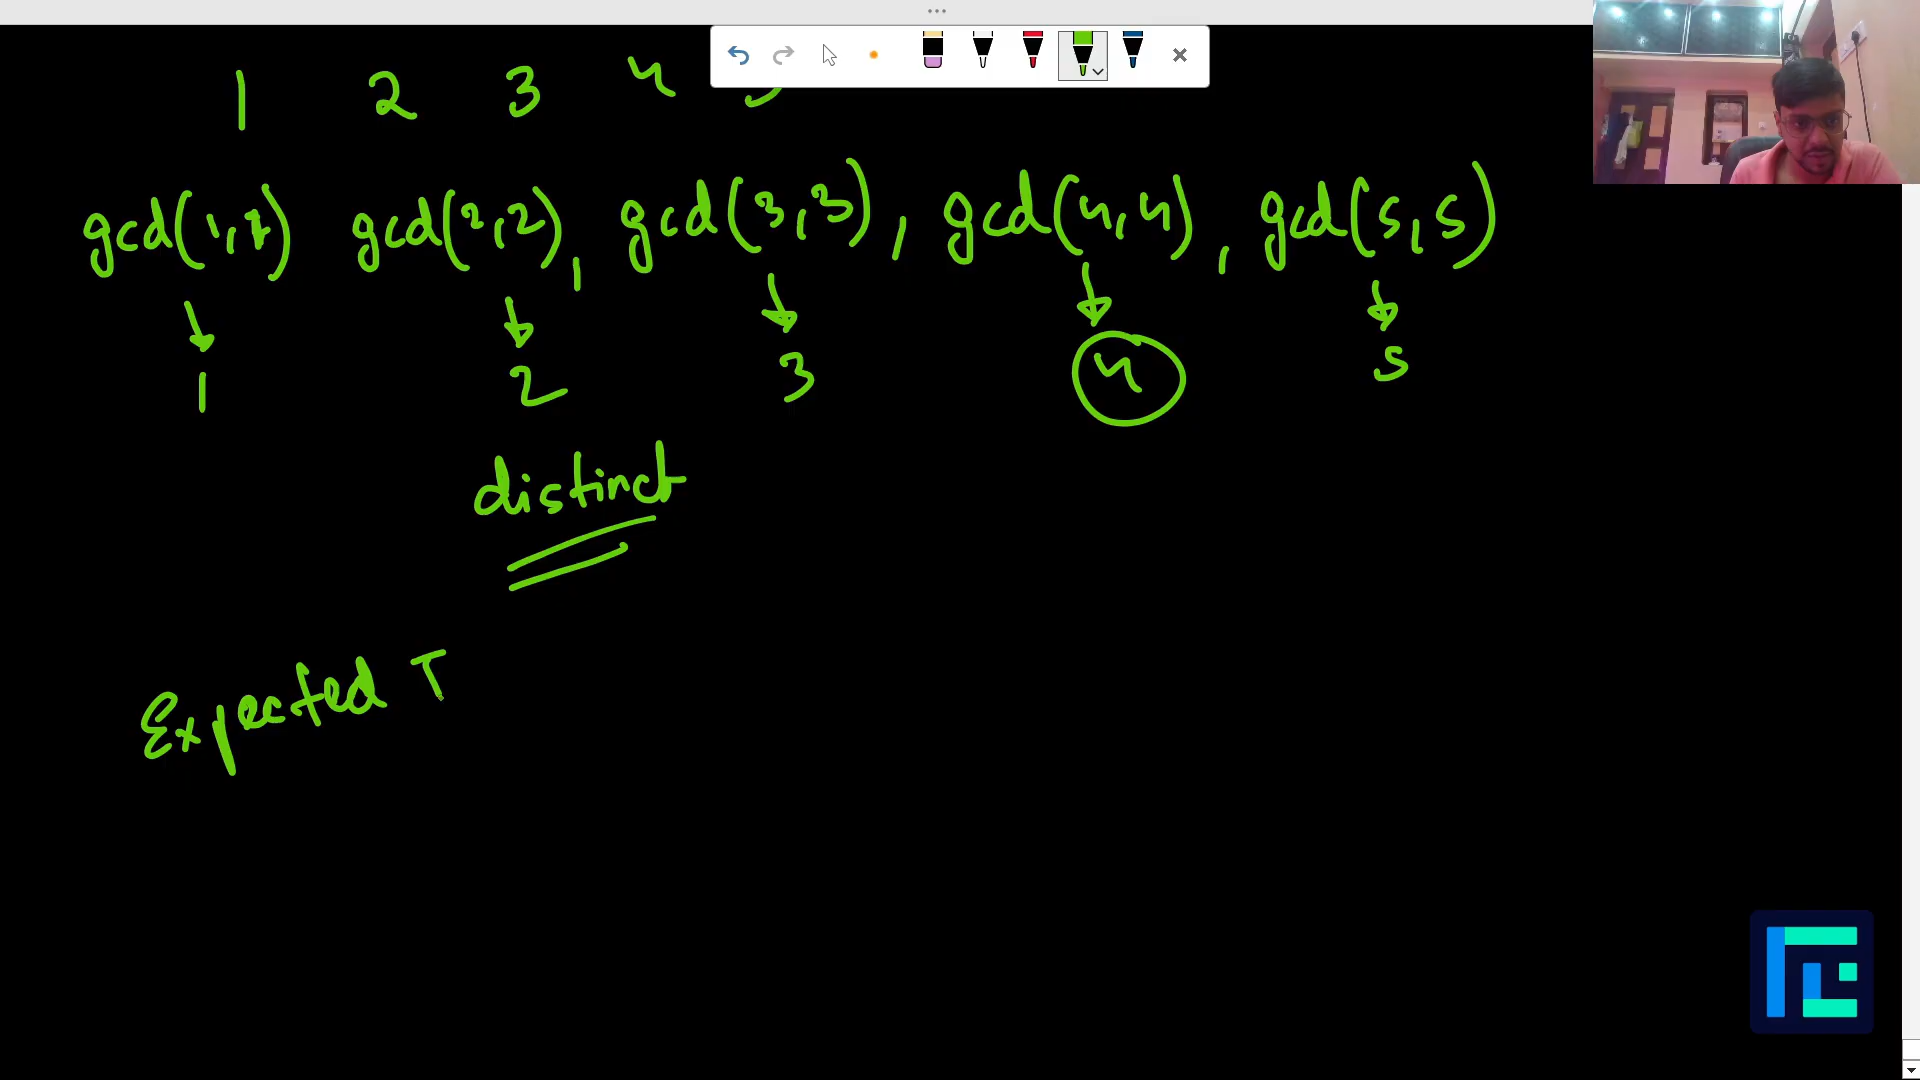 1 2 3 4 5
gcd(1,1) gcd(2,2), gcd(3,3), gcd(4,4), gcd(5,5)
1 2 3 4 5
distinct
Expected T